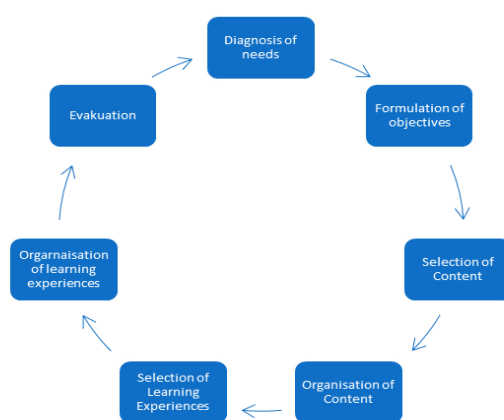 Diagnosis of
needs
Formulation of
objectives
Selection of
Content
Organisation of
Content
Selection of
Learning
Experiences
Orgarnaisation
of learning
experiences
Evakuation